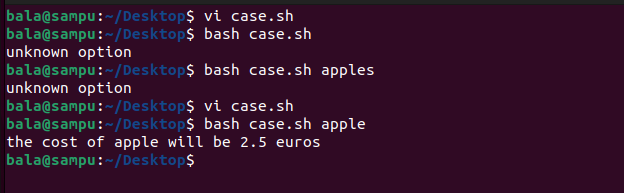 bala@sampu:~/Desktop$ vi case.sh
bala@sampu:~/Desktop$ bash case.sh
unknown option
bala@sampu:~/Desktop$ bash case.sh apples
unknown option
bala@sampu:~/Desktop$ vi case.sh
bala@sampu:~/Desktop$ bash case.sh apple
the cost of apple will be 2.5 euros
bala@sampu:~/Desktop$